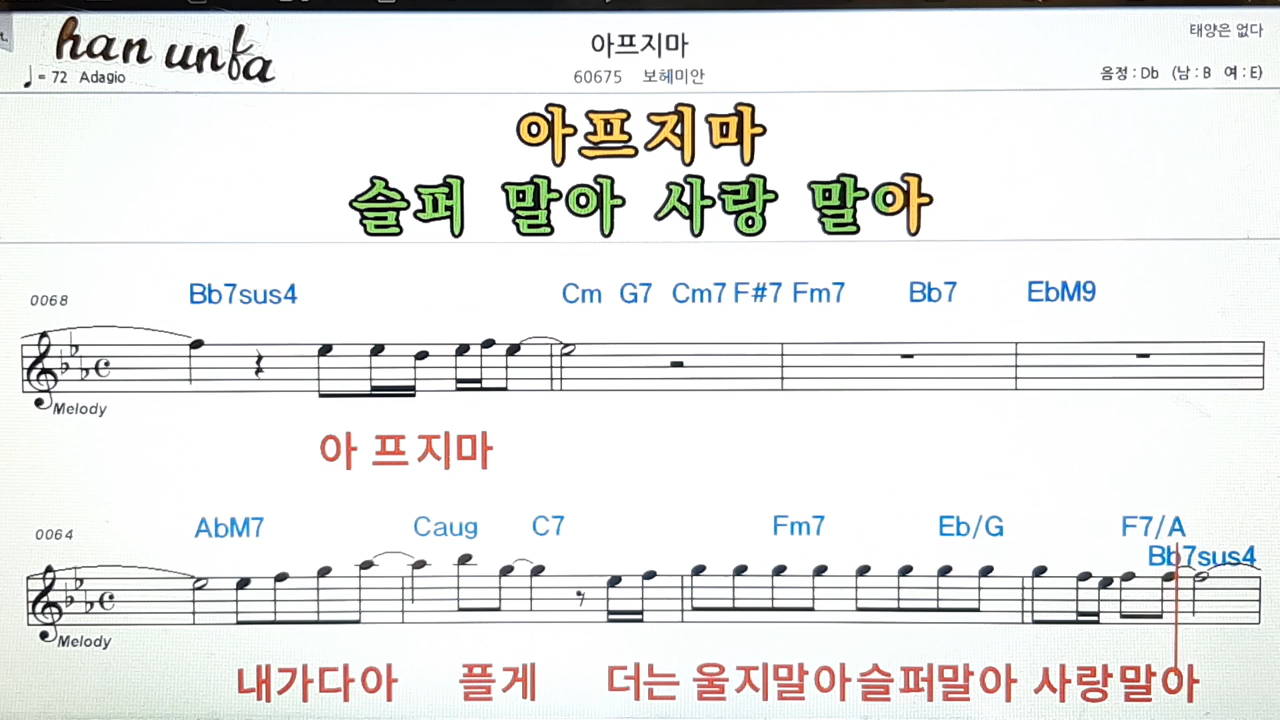 han unfa
태양은 없다
아프지마
♩= 72 Adagio
60675 보헤미안
음정 : Db (남 : B 여 : E)
아프지마
슬퍼 말아 사랑 말아
0068 Bb7sus4 Cm G7 Cm7 F#7 Fm7 Bb7 EbM9
Melody
아 프지마
0064 AbM7 Caug C7 Fm7 Eb/G F7/A
Bb7sus4
Melody
내가다아 플게 더는 울지말아슬퍼말아 사랑말아